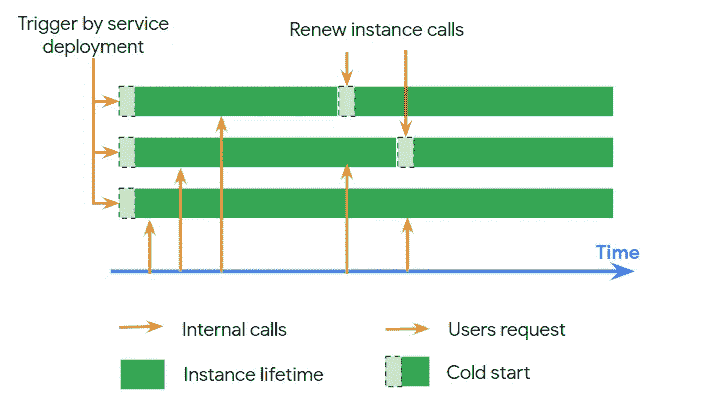 Trigger by service
deployment
Renew instance calls
Time
Internal calls
Users request
Instance lifetime
Cold start